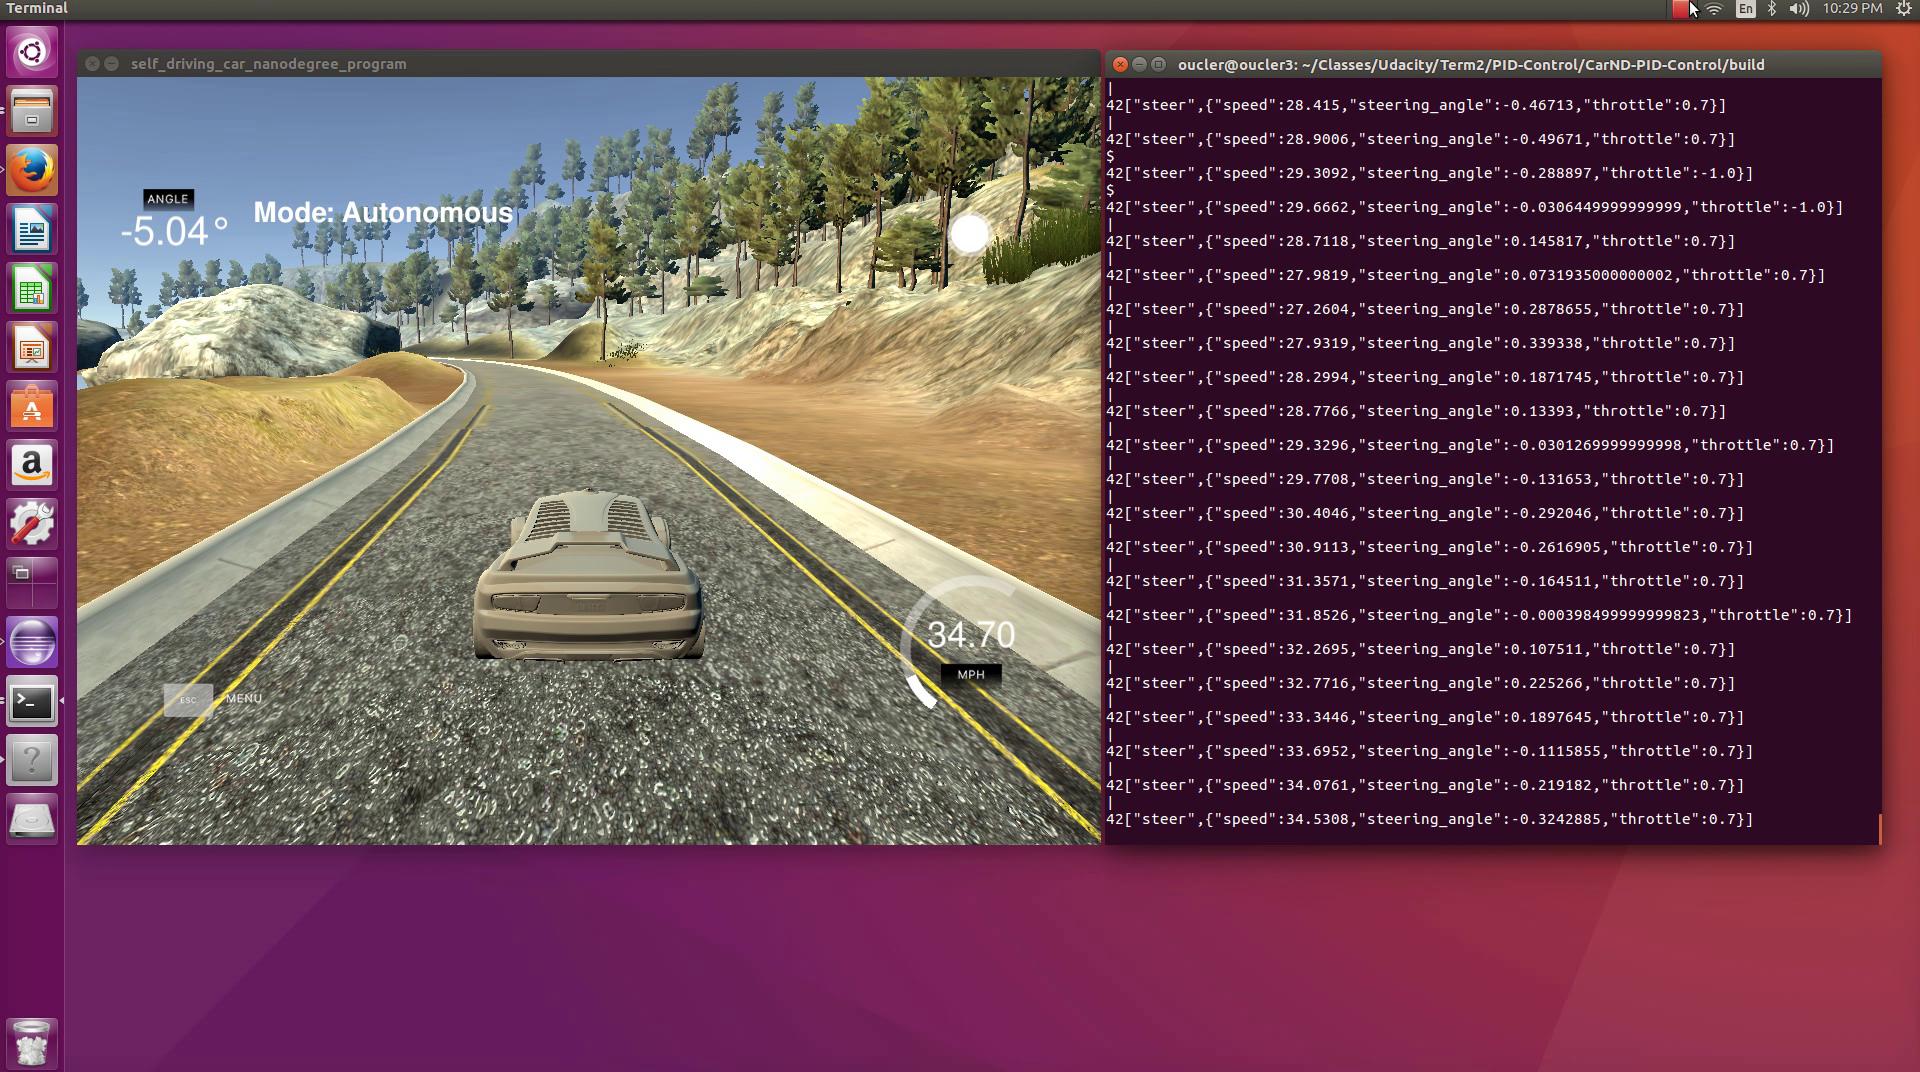 Terminal
En
10:29 PM
self_driving_car_nanodegree_program
ANGLE
-5.04°
Mode: Autonomous
34.70
MPH
ESC
MENU
a
>_
?
oucler@oucler3: ~/Classes/Udacity/Term2/PID-Control/CarND-PID-Control/build
|
42["steer",{"speed":28.415,"steering_angle":-0.46713,"throttle":0.7}]
|
42["steer",{"speed":28.9006,"steering_angle":-0.49671,"throttle":0.7}]
$
42["steer",{"speed":29.3092,"steering_angle":-0.288897,"throttle":-1.0}]
$
42["steer",{"speed":29.6662,"steering_angle":-0.0306449999999999,"throttle":-1.0}]
|
42["steer",{"speed":28.7118,"steering_angle":0.145817,"throttle":0.7}]
|
42["steer",{"speed":27.9819,"steering_angle":0.0731935000000002,"throttle":0.7}]
|
42["steer",{"speed":27.2604,"steering_angle":0.2878655,"throttle":0.7}]
|
42["steer",{"speed":27.9319,"steering_angle":0.339338,"throttle":0.7}]
|
42["steer",{"speed":28.2994,"steering_angle":0.1871745,"throttle":0.7}]
|
42["steer",{"speed":28.7766,"steering_angle":0.13393,"throttle":0.7}]
|
42["steer",{"speed":29.3296,"steering_angle":-0.0301269999999998,"throttle":0.7}]
|
42["steer",{"speed":29.7708,"steering_angle":-0.131653,"throttle":0.7}]
|
42["steer",{"speed":30.4046,"steering_angle":-0.292046,"throttle":0.7}]
|
42["steer",{"speed":30.9113,"steering_angle":-0.2616905,"throttle":0.7}]
|
42["steer",{"speed":31.3571,"steering_angle":-0.164511,"throttle":0.7}]
|
42["steer",{"speed":31.8526,"steering_angle":-0.000398499999999823,"throttle":0.7}]
|
42["steer",{"speed":32.2695,"steering_angle":0.107511,"throttle":0.7}]
|
42["steer",{"speed":32.7716,"steering_angle":0.225266,"throttle":0.7}]
|
42["steer",{"speed":33.3446,"steering_angle":0.1897645,"throttle":0.7}]
|
42["steer",{"speed":33.6952,"steering_angle":-0.1115855,"throttle":0.7}]
|
42["steer",{"speed":34.0761,"steering_angle":-0.219182,"throttle":0.7}]
|
42["steer",{"speed":34.5308,"steering_angle":-0.3242885,"throttle":0.7}]